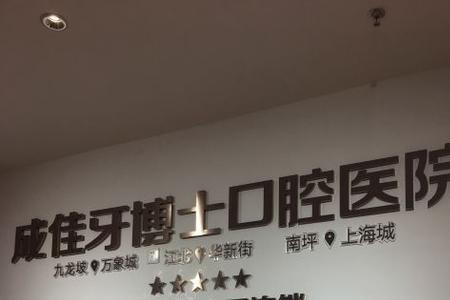 成佳牙博士口腔医院
九龙坡 万象城 江北 华新街 南坪 上海城